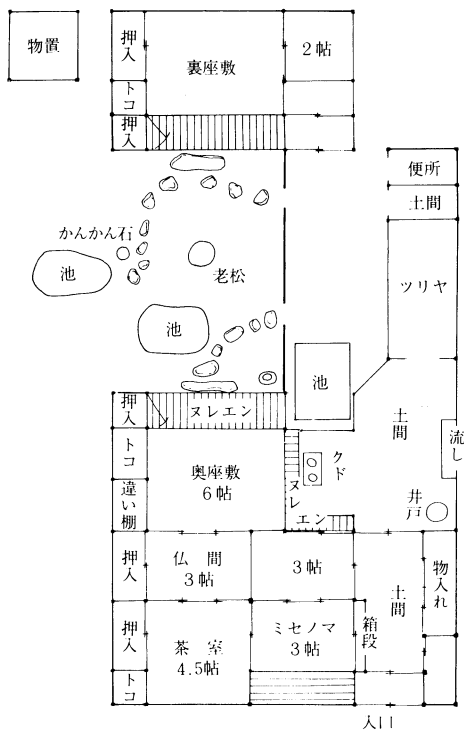 物置
押入
トコ
押入
裏座敷
2帖
便所
土間
ツリヤ
かんかん石
池
老松
池
池
土間
流し
井戸
クド
ヌレエン
押入
ヌレエン
トコ
違い棚
奥座敷
6帖
押入
仏間
3帖
3帖
土間
物入れ
押入
茶室
4.5帖
ミセノマ
3帖
箱段
トコ
入口